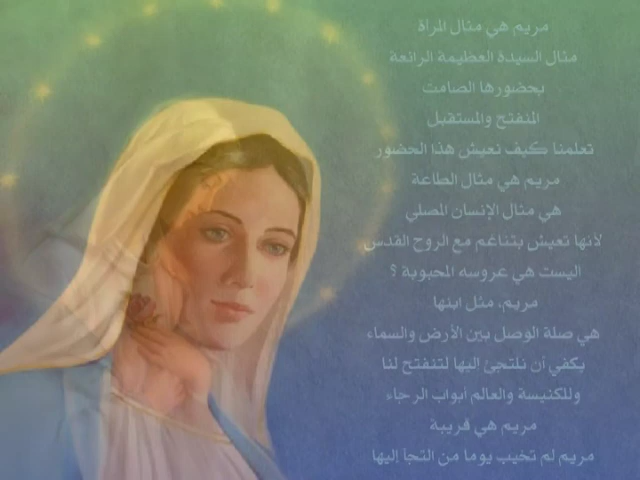 مريم هي مثال المرأة
مثال السيدة العظيمة الرائعة
بحضورها الصامت
المنفتح والمستقبل
تعلمنا كيف نعيش هذا الحضور
مريم هي مثال الطاعة
هي مثال الإنسان المصلي
لأنها تعيش بتناغم مع الروح القدس
اليست هي عروسه المحبوبة ؟
مريم، مثل ابنها
هي صلة الوصل بين الأرض والسماء
يكفي أن نلتجئ إليها لتنفتح لنا
وللكنيسة والعالم أبواب الرجاء
مريم هي قريبة
مريم لم تخيب يوما من التجأ إليها